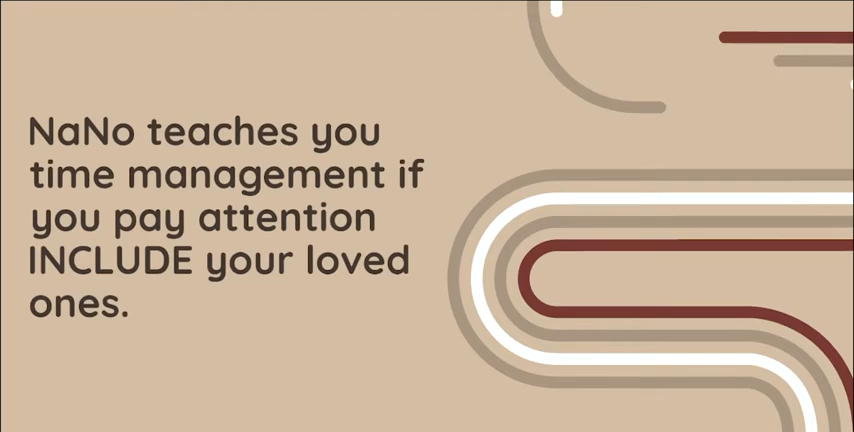 NaNo teaches you
time management if
you pay attention
INCLUDE your loved
ones.